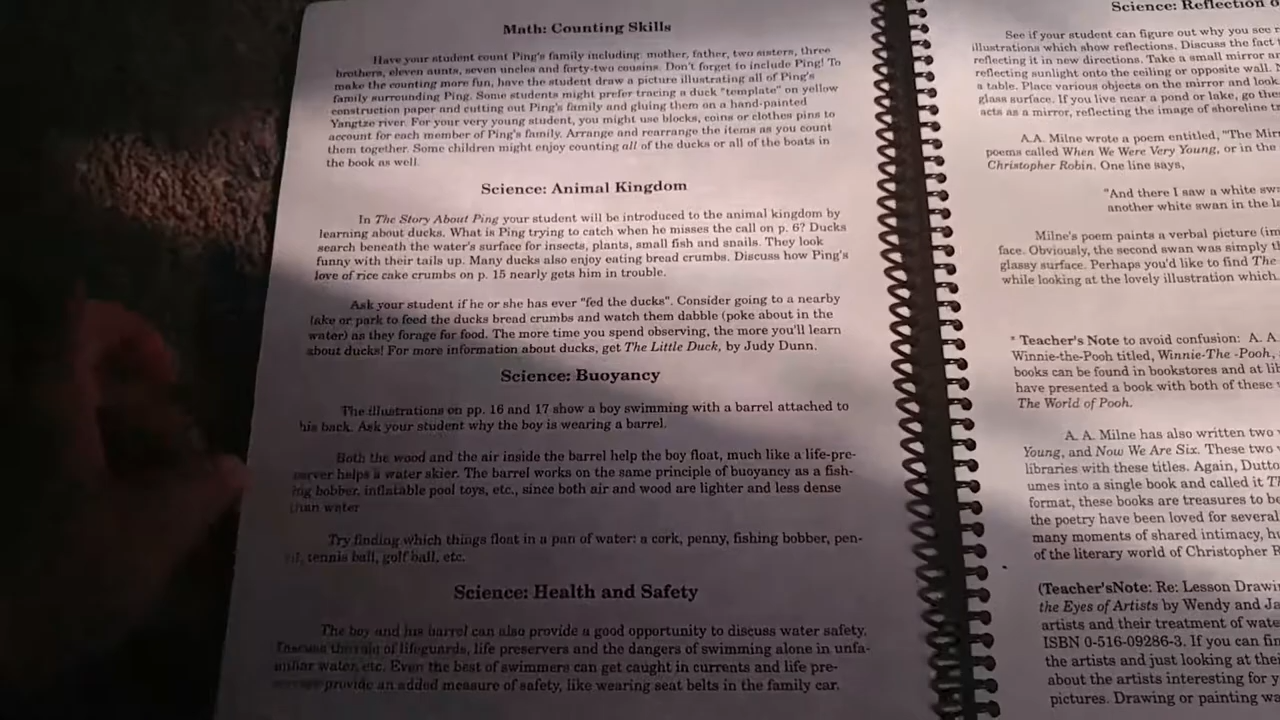 Math: Counting Skills
Have your student count Ping's family including: mother, father, two sisters, three
brothers, eleven aunts, seven uncles and forty-two cousins. Don't forget to include Ping! To
make the counting more fun, have the student draw a picture illustrating all of Ping's
family surrounding Ping. Some students might prefer tracing a duck "template" on yellow
construction paper and cutting out Ping's family and gluing them on a hand-painted
Yangtze river. For your very young student, you might use blocks, coins or clothes pins to
account for each member of Ping's family. Arrange and rearrange the items as you count
them together. Some children might enjoy counting all of the ducks or all of the boats in
the book as well.
Science: Animal Kingdom
In The Story About Ping your student will be introduced to the animal kingdom by
learning about ducks. What is Ping trying to catch when he misses the call on p. 6? Ducks
search beneath the water's surface for insects, plants, small fish and snails. They look
funny with their tails up. Many ducks also enjoy eating bread crumbs. Discuss how Ping's
love of rice cake crumbs on p. 15 nearly gets him in trouble.
Ask your student if he or she has ever "fed the ducks". Consider going to a nearby
lake or park to feed the ducks bread crumbs and watch them dabble (poke about in the
water) as they forage for food. The more time you spend observing, the more you'll learn
about ducks! For more information about ducks, get The Little Duck, by Judy Dunn.
Science: Buoyancy
The illustrations on pp. 16 and 17 show a boy swimming with a barrel attached to
his back. Ask your student why the boy is wearing a barrel.
Both the wood and the air inside the barrel help the boy float, much like a life-pre-
server helps a water skier. The barrel works on the same principle of buoyancy as a fish-
ing bobber, inflatable pool toys, etc., since both air and wood are lighter and less dense
than water
Try finding which things float in a pan of water: a cork, penny, fishing bobber, pen-
cil, tennis ball, golf ball, etc.
Science: Health and Safety
The boy and his barrel can also provide a good opportunity to discuss water safety.
Discuss the role of lifeguards, life preservers and the dangers of swimming alone in unfa-
miliar water, etc. Even the best of swimmers can get caught in currents and life pre-
provide an added measure of safety, like wearing seat belts in the family car.
Science: Reflection o
See if your student can figure out why you see r
illustrations which show reflections. Discuss the fact t
reflecting it in new directions. Take a small mirror an
reflecting sunlight onto the ceiling or opposite wall.
a table. Place various objects on the mirror and look
glass surface. If you live near a pond or lake, go the
acts as a mirror, reflecting the image of shoreline t
A.A. Milne wrote a poem entitled, "The Mir
poems called When We Were Very Young, or in the
Christopher Robin. One line says,
"And there I saw a white swa
another white swan in the la
Milne's poem paints a verbal picture (im
face. Obviously, the second swan was simply th
glassy surface. Perhaps you'd like to find The
while looking at the lovely illustration which
* Teacher's Note to avoid confusion: A. A.
Winnie-the-Pooh titled, Winnie-The -Pooh,
books can be found in bookstores and at lib
have presented a book with both of these
The World of Pooh.
A. A. Milne has also written two
Young, and Now We Are Six. These two
libraries with these titles. Again, Dutto
umes into a single book and called it T
format, these books are treasures to be
the poetry have been loved for several
many moments of shared intimacy, hu
of the literary world of Christopher R
(Teacher'sNote: Re: Lesson Drawi
the Eyes of Artists by Wendy and Ja
artists and their treatment of wate
ISBN 0-516-09286-3. If you can fin
the artists and just looking at thei
about the artists interesting for y
pictures. Drawing or painting wa